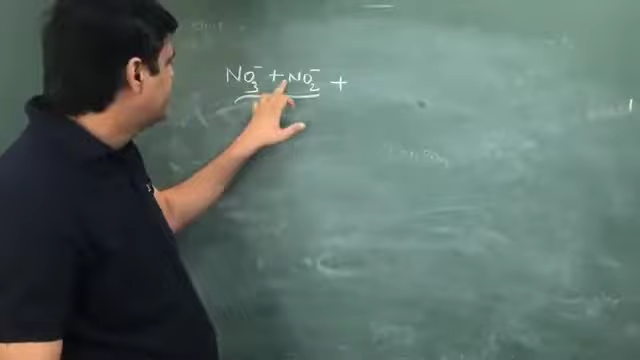 NO₃⁻ + NO₂⁻ +